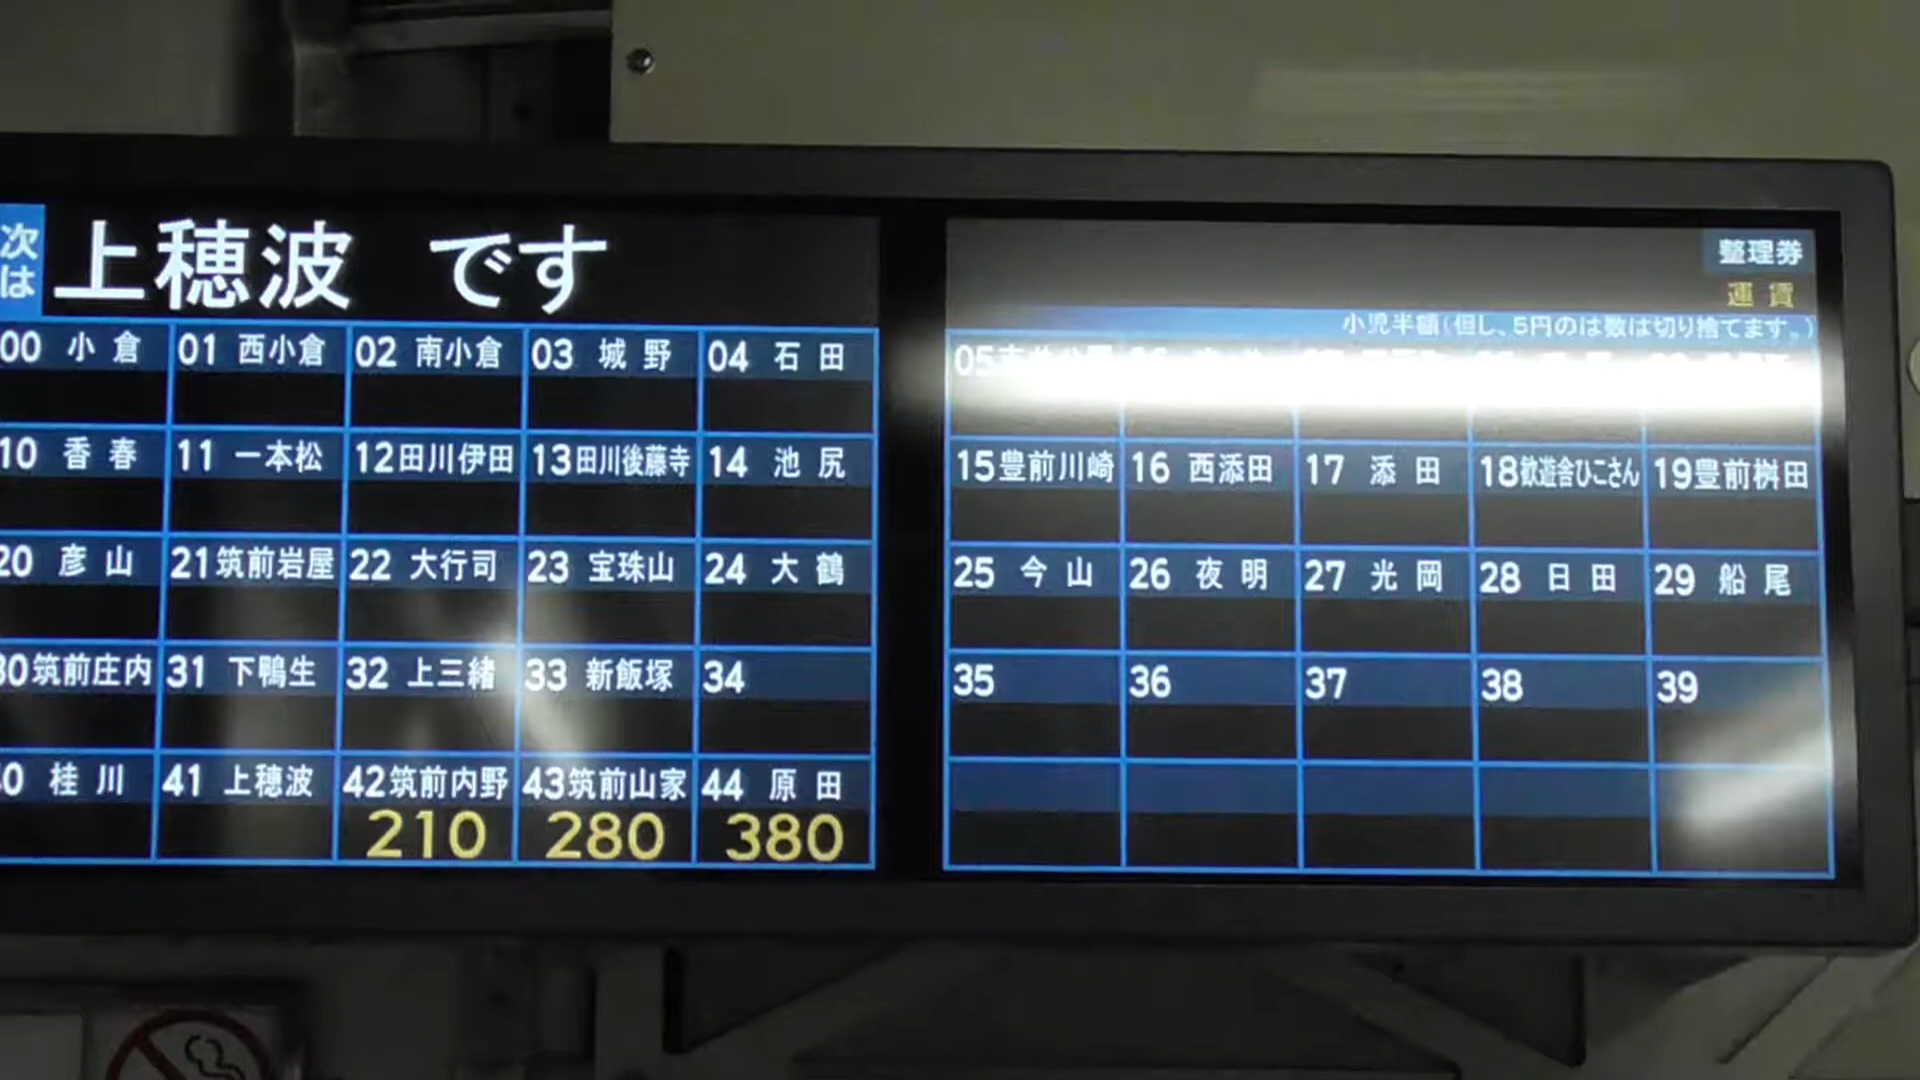 次は 上穂波 です
整理券
運賃
小児半額(但し、5円のは数は切り捨てます。)
00 小倉 01 西小倉 02 南小倉 03 城野 04 石田 05
10 香春 11 一本松 12 田川伊田 13 田川後藤寺 14 池尻 15 豊前川崎 16 西添田 17 添田 18 歓遊舎ひこさん 19 豊前桝田
20 彦山 21 筑前岩屋 22 大行司 23 宝珠山 24 大鶴 25 今山 26 夜明 27 光岡 28 日田 29 船尾
30 筑前庄内 31 下鴨生 32 上三緒 33 新飯塚 34 35 36 37 38 39
0 桂川 41 上穂波 42 筑前内野 43 筑前山家 44 原田
210 280 380